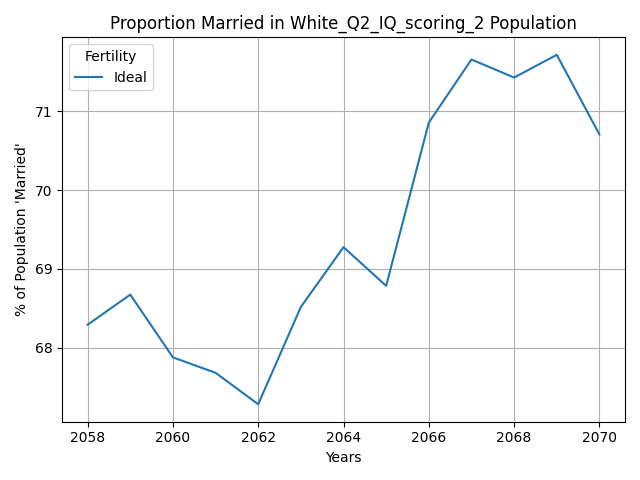 Proportion Married in White_Q2_IQ_scoring_2 Population
Fertility
Ideal
% of Population 'Married'
71
70
69
68
2058 2060 2062 2064 2066 2068 2070
Years